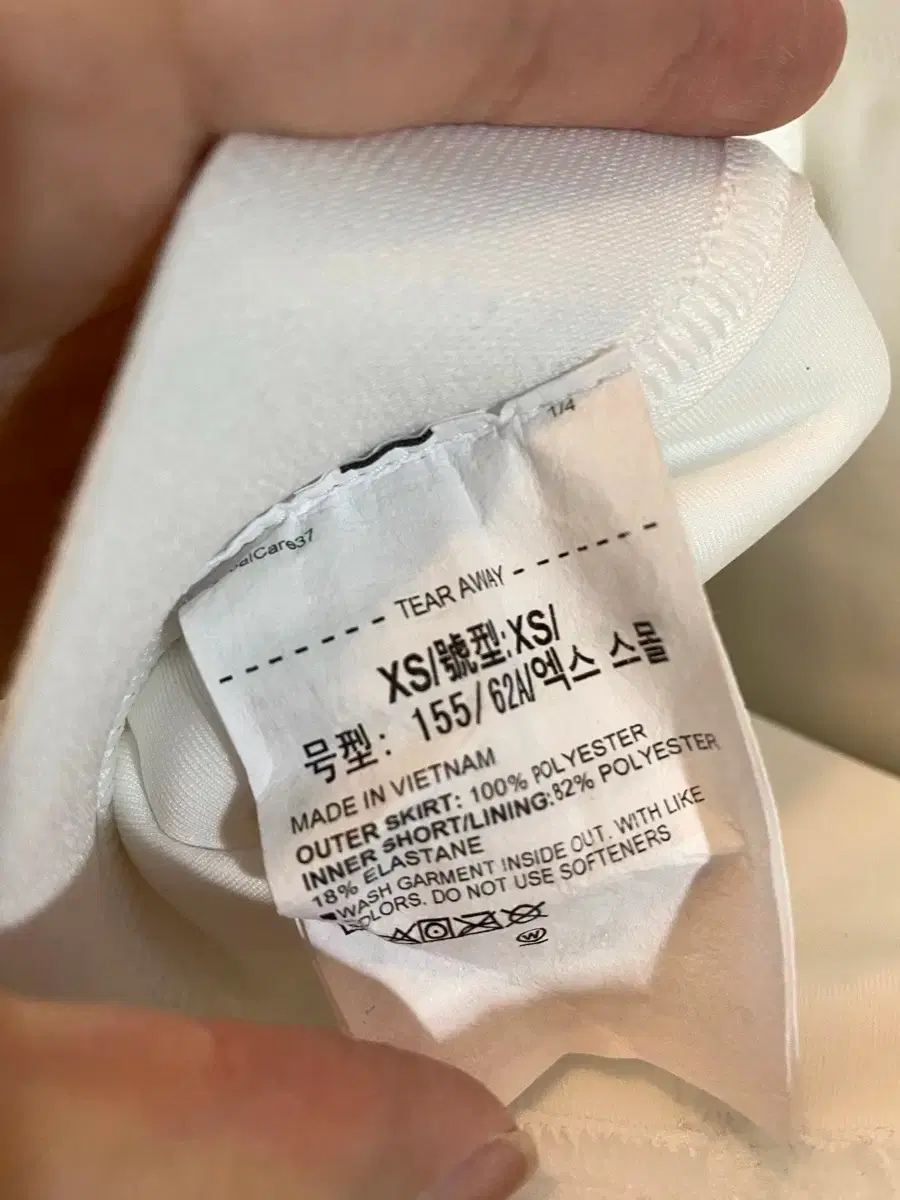 1/4
TEAR AWAY
XS/號型:XS/
号型: 155/62A/엑스 스몰
MADE IN VIETNAM
OUTER SKIRT: 100% POLYESTER
INNER SHORT/LINING:82% POLYESTER
18% ELASTANE
WASH GARMENT INSIDE OUT. WITH LIKE
COLORS. DO NOT USE SOFTENERS
W